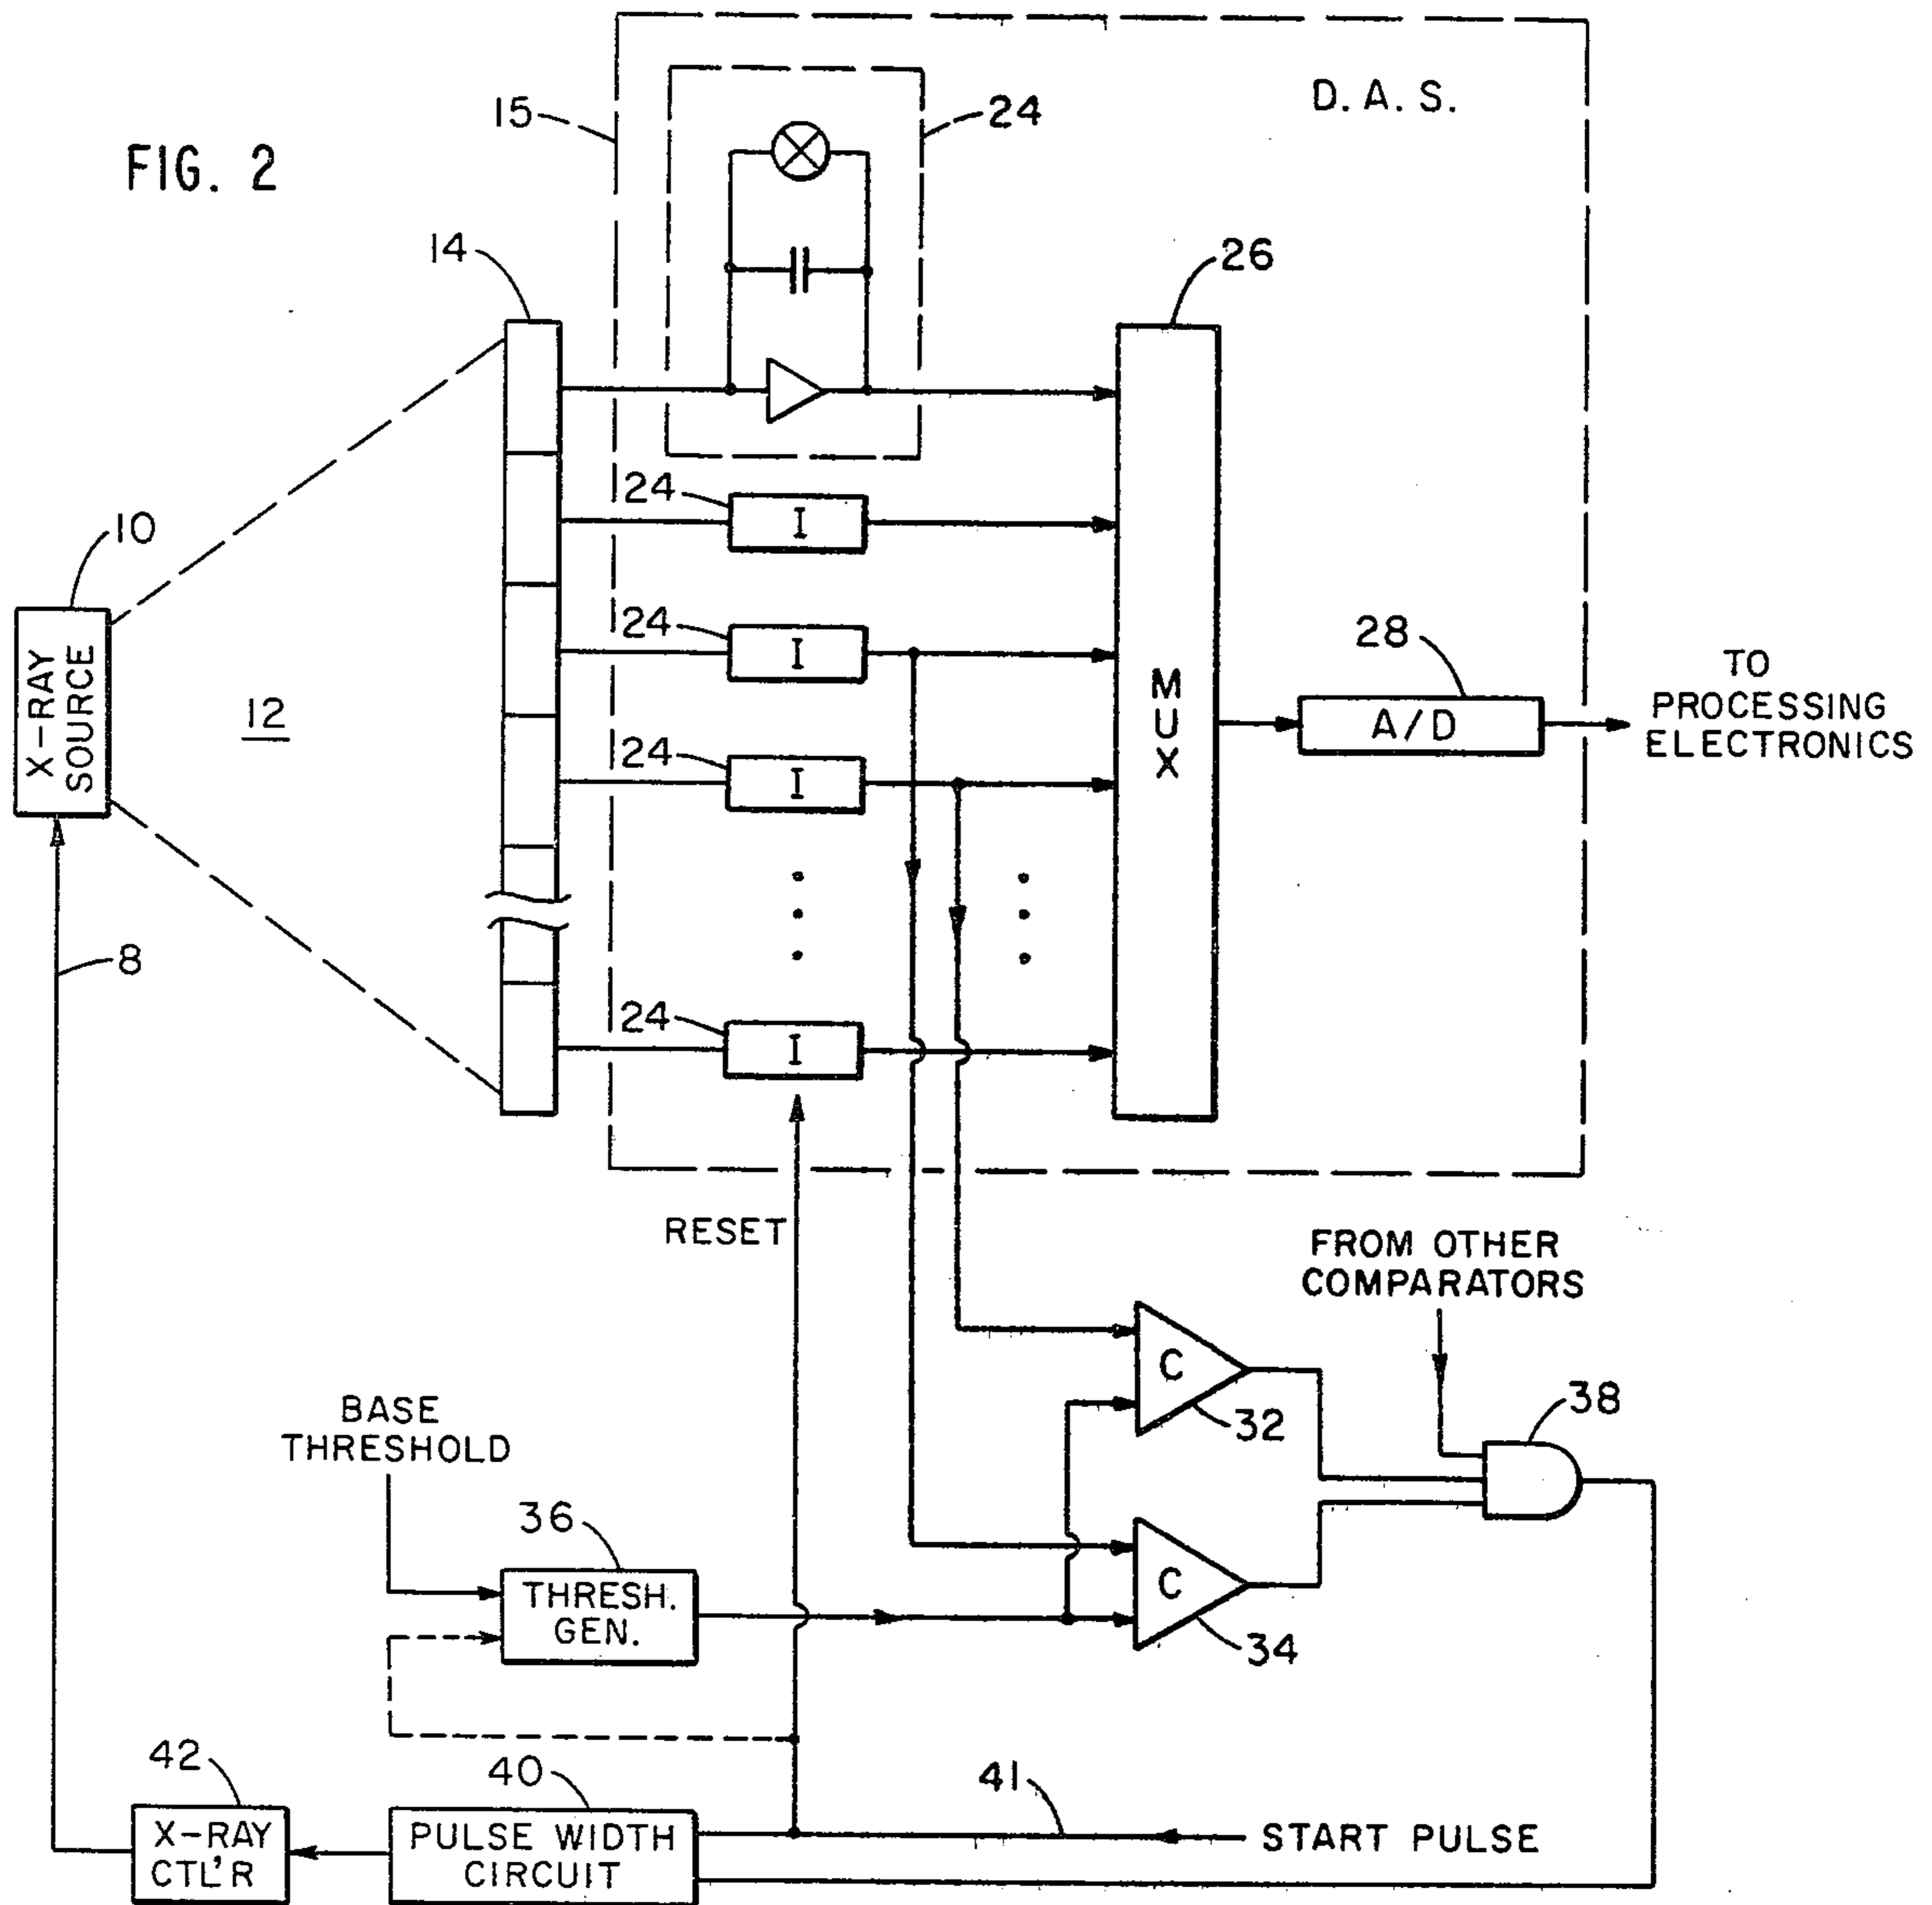 FIG. 2
D. A. S.
15
24
14
26
24
I
10
24
I
X-RAY
SOURCE
12
24
I
MUX
28
A/D
TO
PROCESSING
ELECTRONICS
8
24
I
RESET
FROM OTHER
COMPARATORS
C
32
38
BASE
THRESHOLD
36
THRESH.
GEN.
C
34
42
X-RAY
CTL'R
40
PULSE WIDTH
CIRCUIT
41
START PULSE